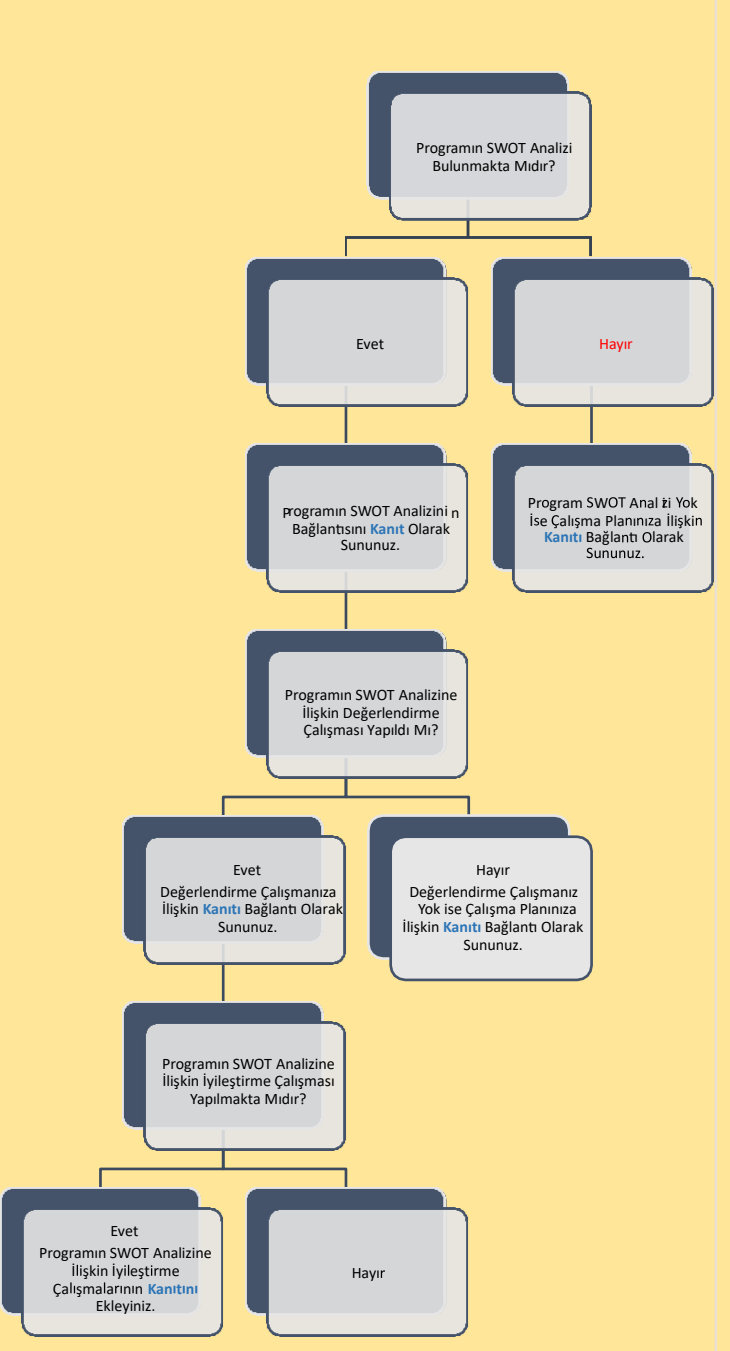 Programın SWOT Analizi
Bulunmakta Mıdır?
Evet
Hayır
Programın SWOT Analizinin
Bağlantısını Kanıt Olarak
Sununuz.
Program SWOT Analizi Yok
İse Çalışma Planınıza İlişkin
Kanıtı Bağlantı Olarak
Sununuz.
Programın SWOT Analizine
İlişkin Değerlendirme
Çalışması Yapıldı Mı?
Evet
Değerlendirme Çalışmanıza
İlişkin Kanıtı Bağlantı Olarak
Sununuz.
Hayır
Değerlendirme Çalışmanız
Yok ise Çalışma Planınıza
İlişkin Kanıtı Bağlantı Olarak
Sununuz.
Programın SWOT Analizine
İlişkin İyileştirme Çalışması
Yapılmakta Mıdır?
Evet
Programın SWOT Analizine
İlişkin İyileştirme
Çalışmalarının Kanıtını
Ekleyiniz.
Hayır